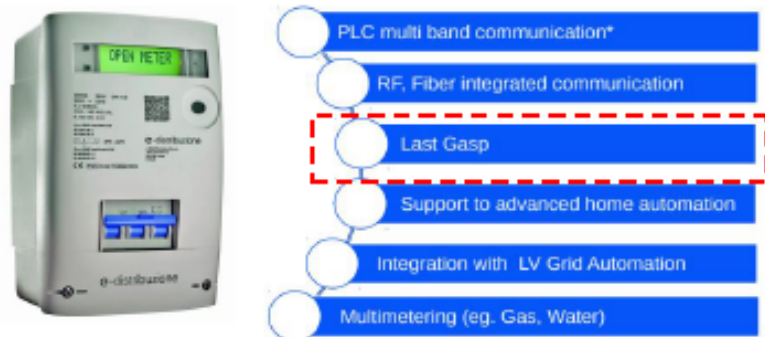 OPEN METER
e-distribuzione
e-distribuzione
PLC multi band communication*
RF, Fiber integrated communication
Last Gasp
Support to advanced home automation
Integration with LV Grid Automation
Multimetering (eg. Gas, Water)